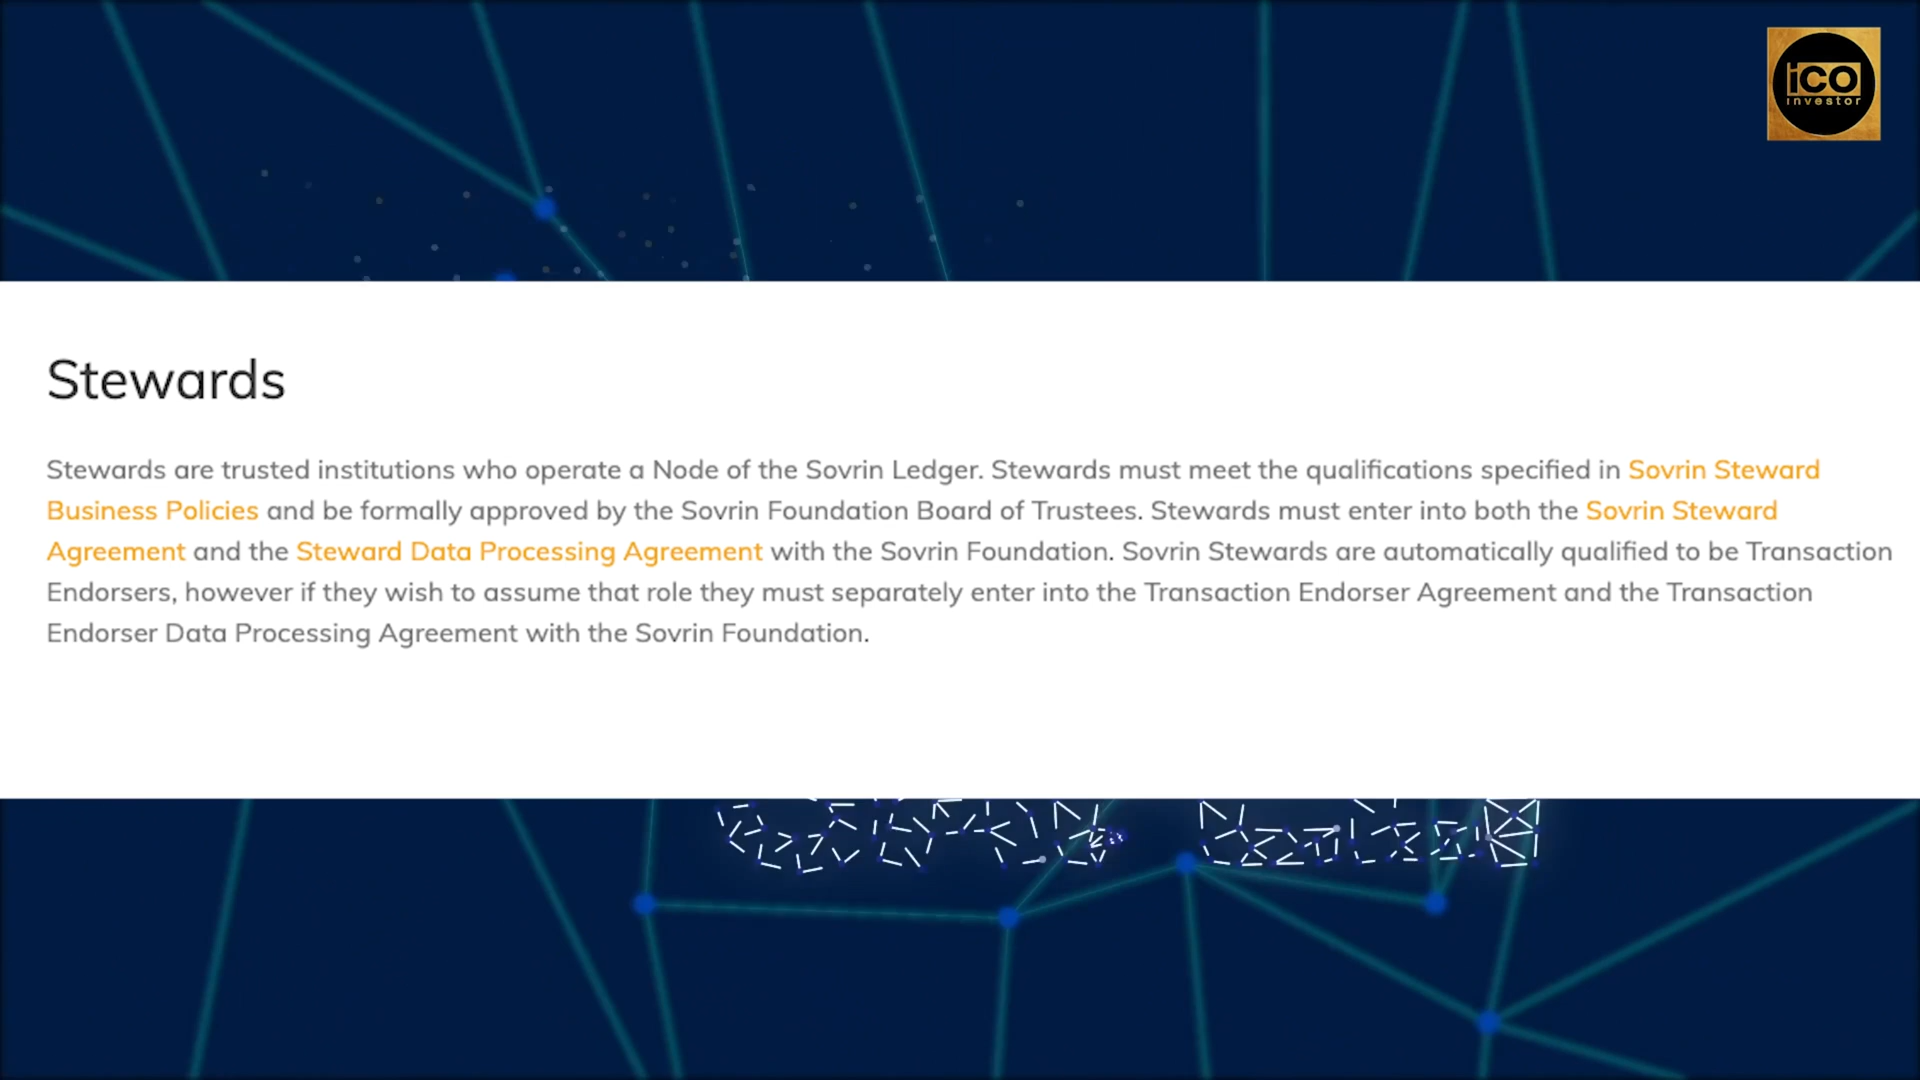 iCO
investor
Stewards
Stewards are trusted institutions who operate a Node of the Sovrin Ledger. Stewards must meet the qualifications specified in Sovrin Steward
Business Policies and be formally approved by the Sovrin Foundation Board of Trustees. Stewards must enter into both the Sovrin Steward
Agreement and the Steward Data Processing Agreement with the Sovrin Foundation. Sovrin Stewards are automatically qualified to be Transaction
Endorsers, however if they wish to assume that role they must separately enter into the Transaction Endorser Agreement and the Transaction
Endorser Data Processing Agreement with the Sovrin Foundation.